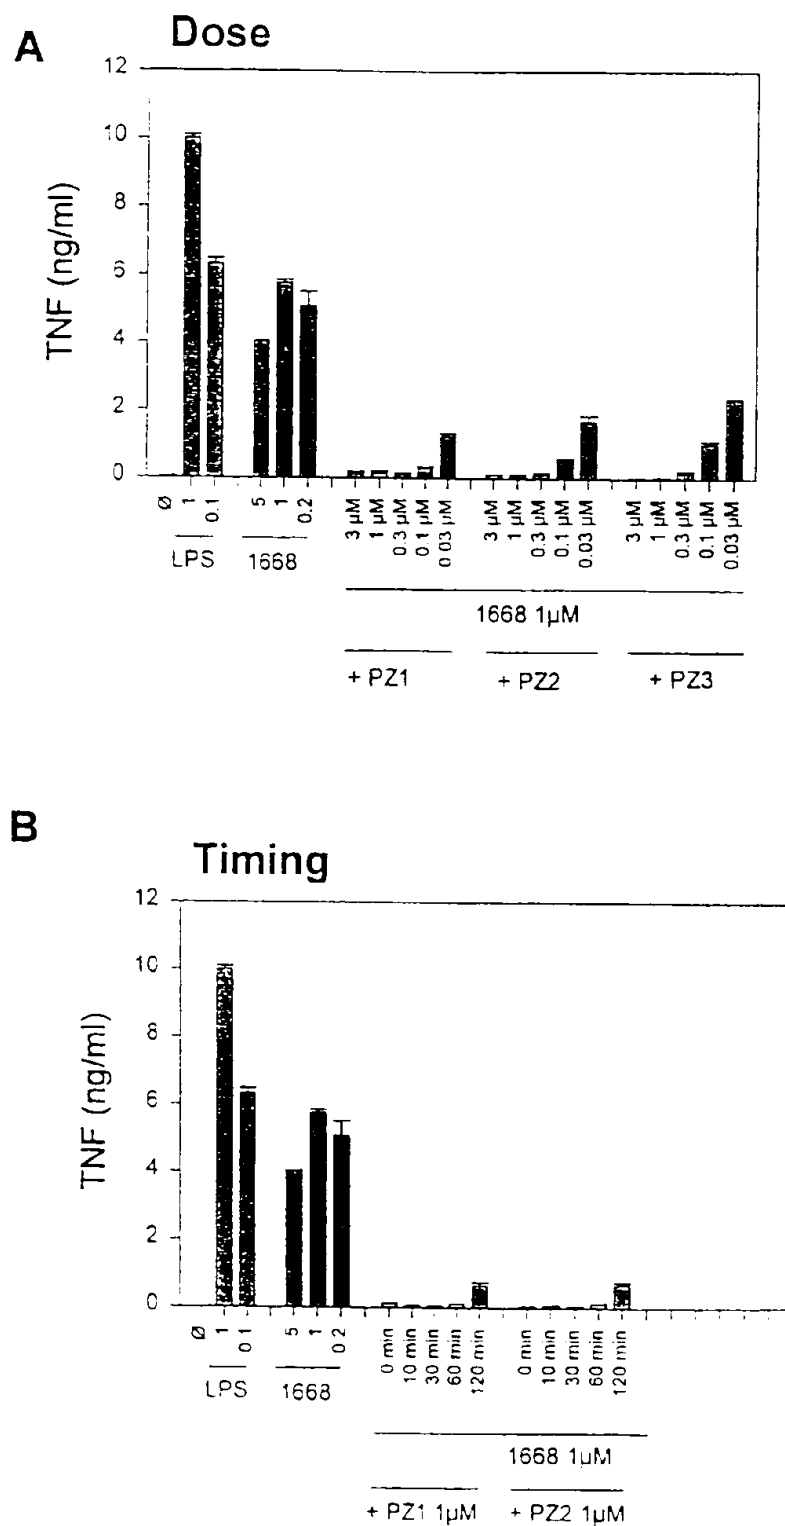 A
Dose
12
10
8
6
4
2
0
TNF (ng/ml)
Ø
1
0.1
5
1
0.2
3 µM
1 µM
0.3 µM
0.1 µM
0.03 µM
3 µM
1 µM
0.3 µM
0.1 µM
0.03 µM
3 µM
1 µM
0.3 µM
0.1 µM
0.03 µM
LPS
1668
1668 1µM
+ PZ1
+ PZ2
+ PZ3
B
Timing
12
10
8
6
4
2
0
TNF (ng/ml)
Ø
1
0 1
5
1
0 2
0 min
10 min
30 min
60 min
120 min
0 min
10 min
30 min
60 min
120 min
LPS
1668
1668 1µM
+ PZ1 1µM
+ PZ2 1µM